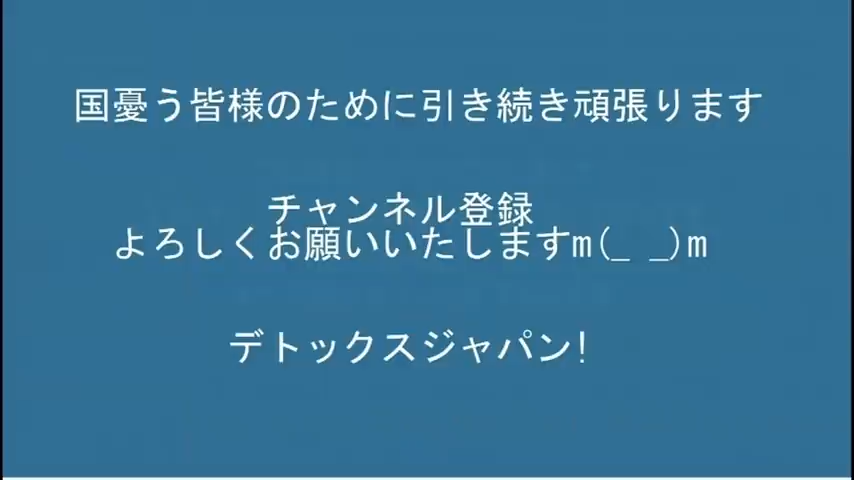 国憂う皆様のために引き続き頑張ります
チャンネル登録
よろしくお願いいたしますm(_ _)m
デトックスジャパン!